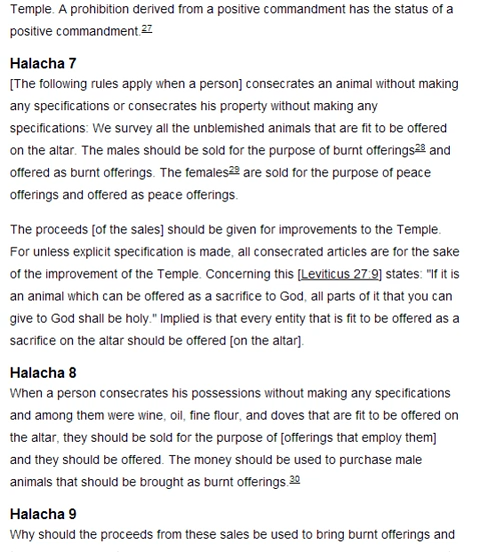 Temple. A prohibition derived from a positive commandment has the status of a
positive commandment.27
Halacha 7
[The following rules apply when a person] consecrates an animal without making
any specifications or consecrates his property without making any
specifications: We survey all the unblemished animals that are fit to be offered
on the altar. The males should be sold for the purpose of burnt offerings28 and
offered as burnt offerings. The females29 are sold for the purpose of peace
offerings and offered as peace offerings.
The proceeds [of the sales] should be given for improvements to the Temple.
For unless explicit specification is made, all consecrated articles are for the sake
of the improvement of the Temple. Concerning this [Leviticus 27:9] states: "If it is
an animal which can be offered as a sacrifice to God, all parts of it that you can
give to God shall be holy." Implied is that every entity that is fit to be offered as a
sacrifice on the altar should be offered [on the altar].
Halacha 8
When a person consecrates his possessions without making any specifications
and among them were wine, oil, fine flour, and doves that are fit to be offered on
the altar, they should be sold for the purpose of [offerings that employ them]
and they should be offered. The money should be used to purchase male
animals that should be brought as burnt offerings.30
Halacha 9
Why should the proceeds from these sales be used to bring burnt offerings and